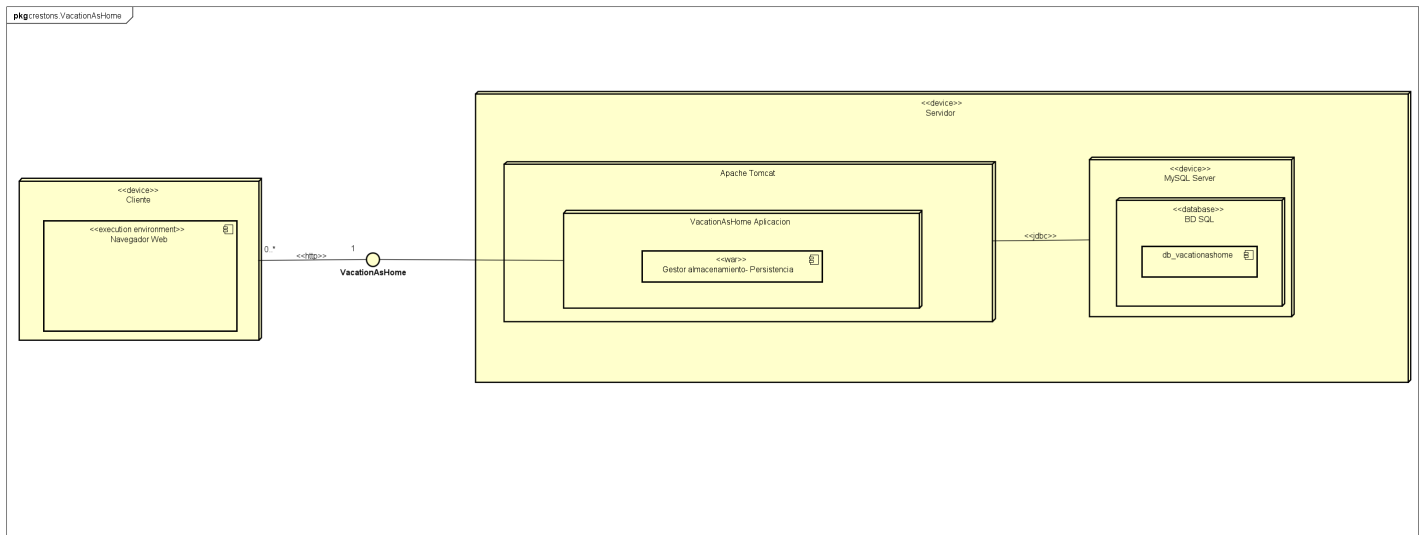 pkg crestons.VacationAsHome
<<device>>
Servidor
<<device>>
Cliente
<<execution environment>>
Navegador Web
0..*
<<http>>
1
VacationAsHome
Apache Tomcat
VacationAsHome Aplicacion
<<war>>
Gestor almacenamiento- Persistencia
<<jdbc>>
<<device>>
MySQL Server
<<database>>
BD SQL
db_vacationashome